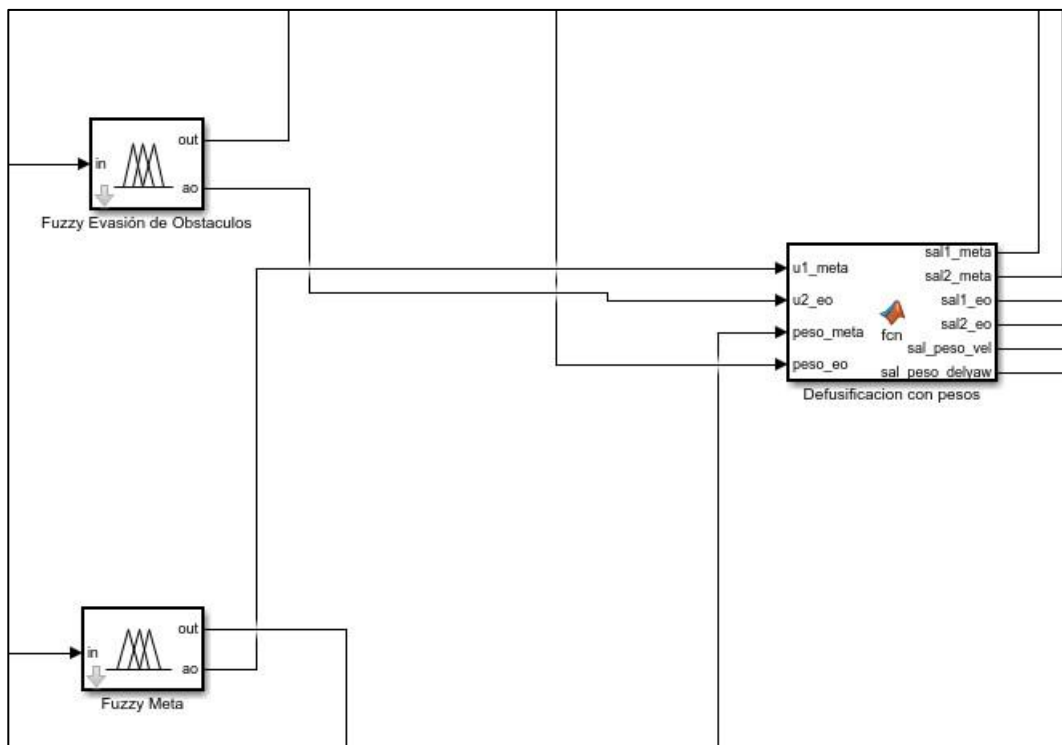 in
out
ao
Fuzzy Evasión de Obstaculos
u1_meta
u2_eo
peso_meta
peso_eo
fcn
sal1_meta
sal2_meta
sal1_eo
sal2_eo
sal_peso_vel
sal_peso_delyaw
Defusificacion con pesos
in
out
ao
Fuzzy Meta